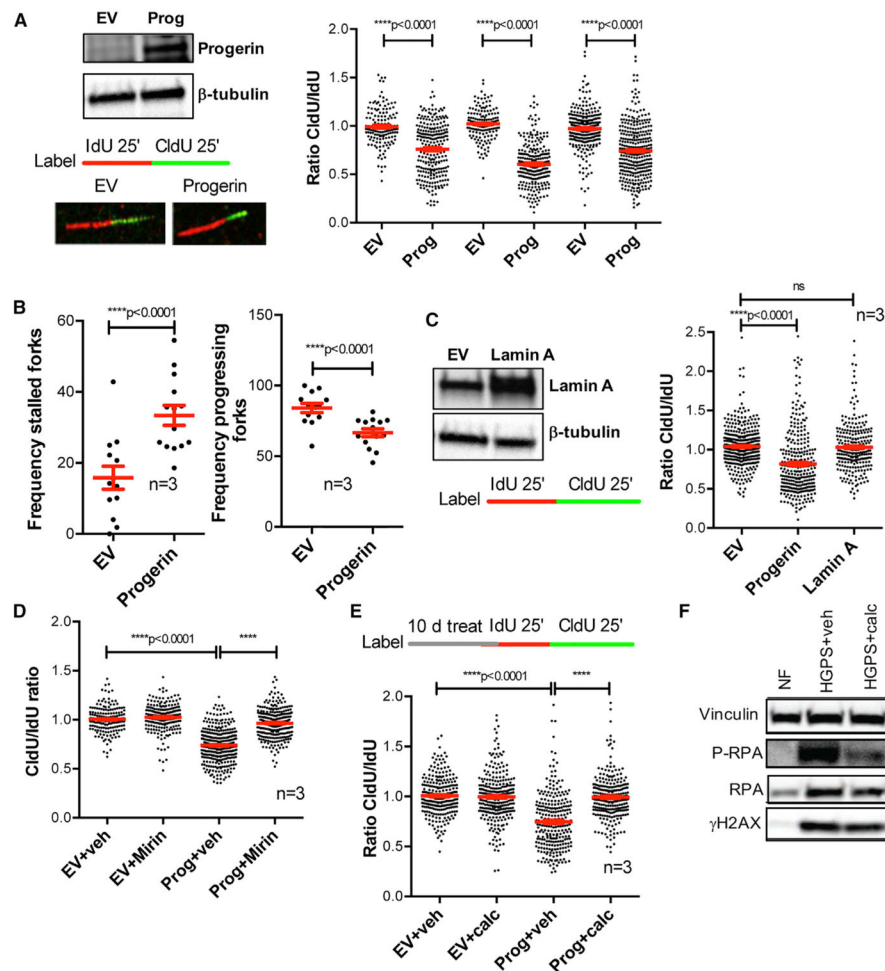 A
EV Prog
Progerin
β-tubulin
IdU 25' CldU 25'
Label
EV Progerin
****p<0.0001 ****p<0.0001 ****p<0.0001
Ratio CldU/IdU
2.0
1.5
1.0
0.5
0.0
EV Prog EV Prog EV Prog
B
****p<0.0001
Frequency stalled forks
60
40
20
0
n=3
EV Progerin
Frequency progressing forks
150
100
50
0
****p<0.0001
n=3
EV Progerin
C
EV Lamin A
Lamin A
β-tubulin
IdU 25' CldU 25'
Label
ns
****p<0.0001 n=3
Ratio CldU/IdU
2.5
2.0
1.5
1.0
0.5
0.0
EV Progerin Lamin A
D
****p<0.0001 ****
CldU/IdU ratio
2.0
1.5
1.0
0.5
0.0
n=3
EV+veh EV+Mirin Prog+veh Prog+Mirin
E
10 d treat IdU 25' CldU 25'
Label
****p<0.0001 ****
Ratio CldU/IdU
2.0
1.5
1.0
0.5
0.0
n=3
EV+veh EV+calc Prog+veh Prog+calc
F
NF HGPS+veh HGPS+calc
Vinculin
P-RPA
RPA
γH2AX